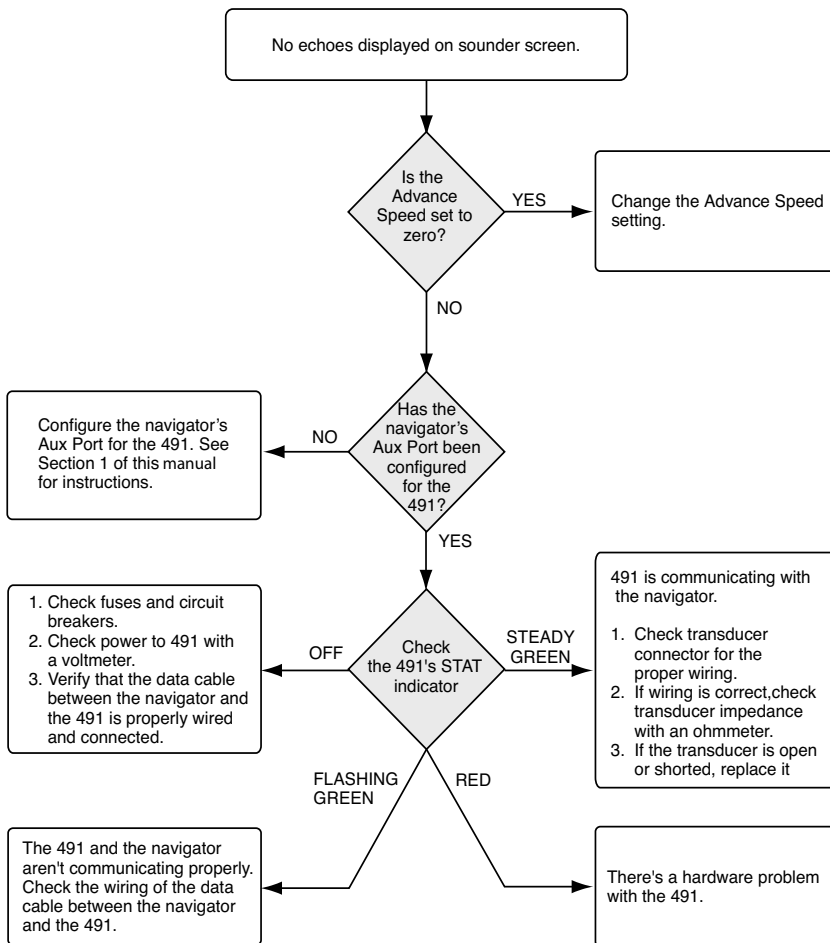 No echoes displayed on sounder screen.
Is the
Advance
Speed set to
zero?
YES
Change the Advance Speed
setting.
NO
Configure the navigator's
Aux Port for the 491. See
Section 1 of this manual
for instructions.
NO
Has the
navigator's
Aux Port been
configured
for the
491?
YES
1. Check fuses and circuit
breakers.
2. Check power to 491 with
a voltmeter.
3. Verify that the data cable
between the navigator and
the 491 is properly wired
and connected.
OFF
Check
the 491's STAT
indicator
STEADY
GREEN
491 is communicating with
the navigator.
1. Check transducer
connector for the
proper wiring.
2. If wiring is correct,check
transducer impedance
with an ohmmeter.
3. If the transducer is open
or shorted, replace it
FLASHING
GREEN
RED
The 491 and the navigator
aren't communicating properly.
Check the wiring of the data
cable between the navigator
and the 491.
There's a hardware problem
with the 491.